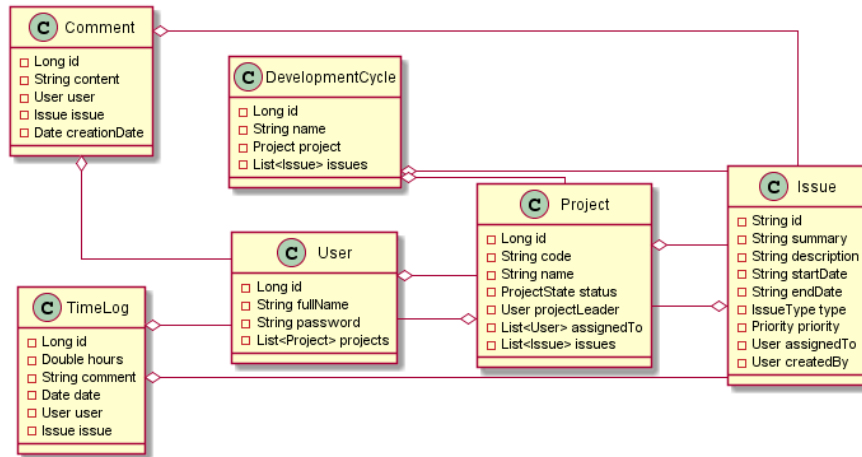 C Comment
Long id
String content
User user
Issue issue
Date creationDate
C DevelopmentCycle
Long id
String name
Project project
List<Issue> issues
C Issue
String id
String summary
String description
String startDate
String endDate
IssueType type
Priority priority
User assignedTo
User createdBy
C Project
Long id
String code
String name
ProjectState status
User projectLeader
List<User> assignedTo
List<Issue> issues
C User
Long id
String fullName
String password
List<Project> projects
C TimeLog
Long id
Double hours
String comment
Date date
User user
Issue issue